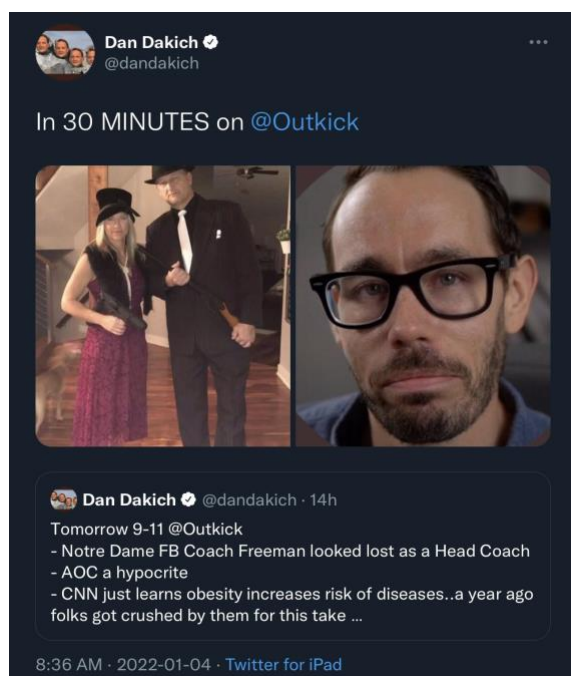 Dan Dakich
@dandakich
In 30 MINUTES on @Outkick
Dan Dakich @dandakich · 14h
Tomorrow 9-11 @Outkick
- Notre Dame FB Coach Freeman looked lost as a Head Coach
- AOC a hypocrite
- CNN just learns obesity increases risk of diseases..a year ago
folks got crushed by them for this take ...
8:36 AM · 2022-01-04 · Twitter for iPad